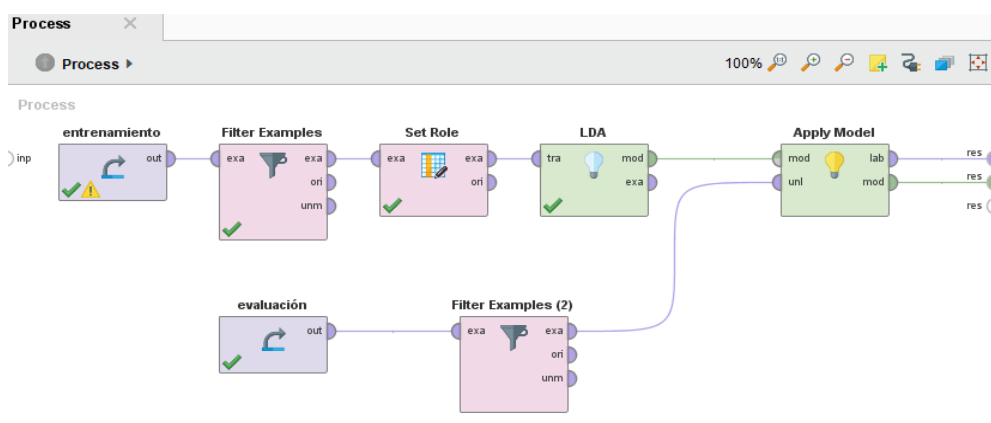 Process
Process
100%
Process
inp
entrenamiento
out
Filter Examples
exa exa
ori
unm
Set Role
exa exa
ori
LDA
tra mod
exa
Apply Model
mod lab
unl mod
res
res
res
evaluación
out
Filter Examples (2)
exa exa
ori
unm